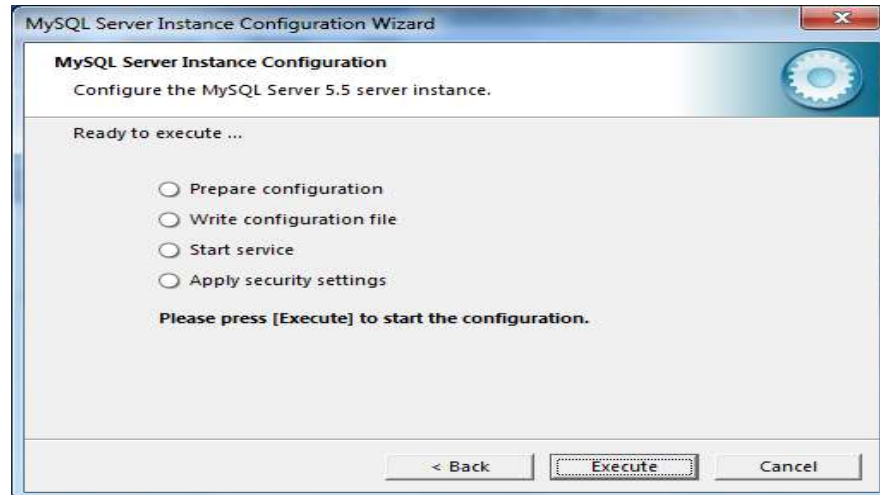 MySQL Server Instance Configuration Wizard
MySQL Server Instance Configuration
Configure the MySQL Server 5.5 server instance.
Ready to execute ...
Prepare configuration
Write configuration file
Start service
Apply security settings
Please press [Execute] to start the configuration.
< Back
Execute
Cancel